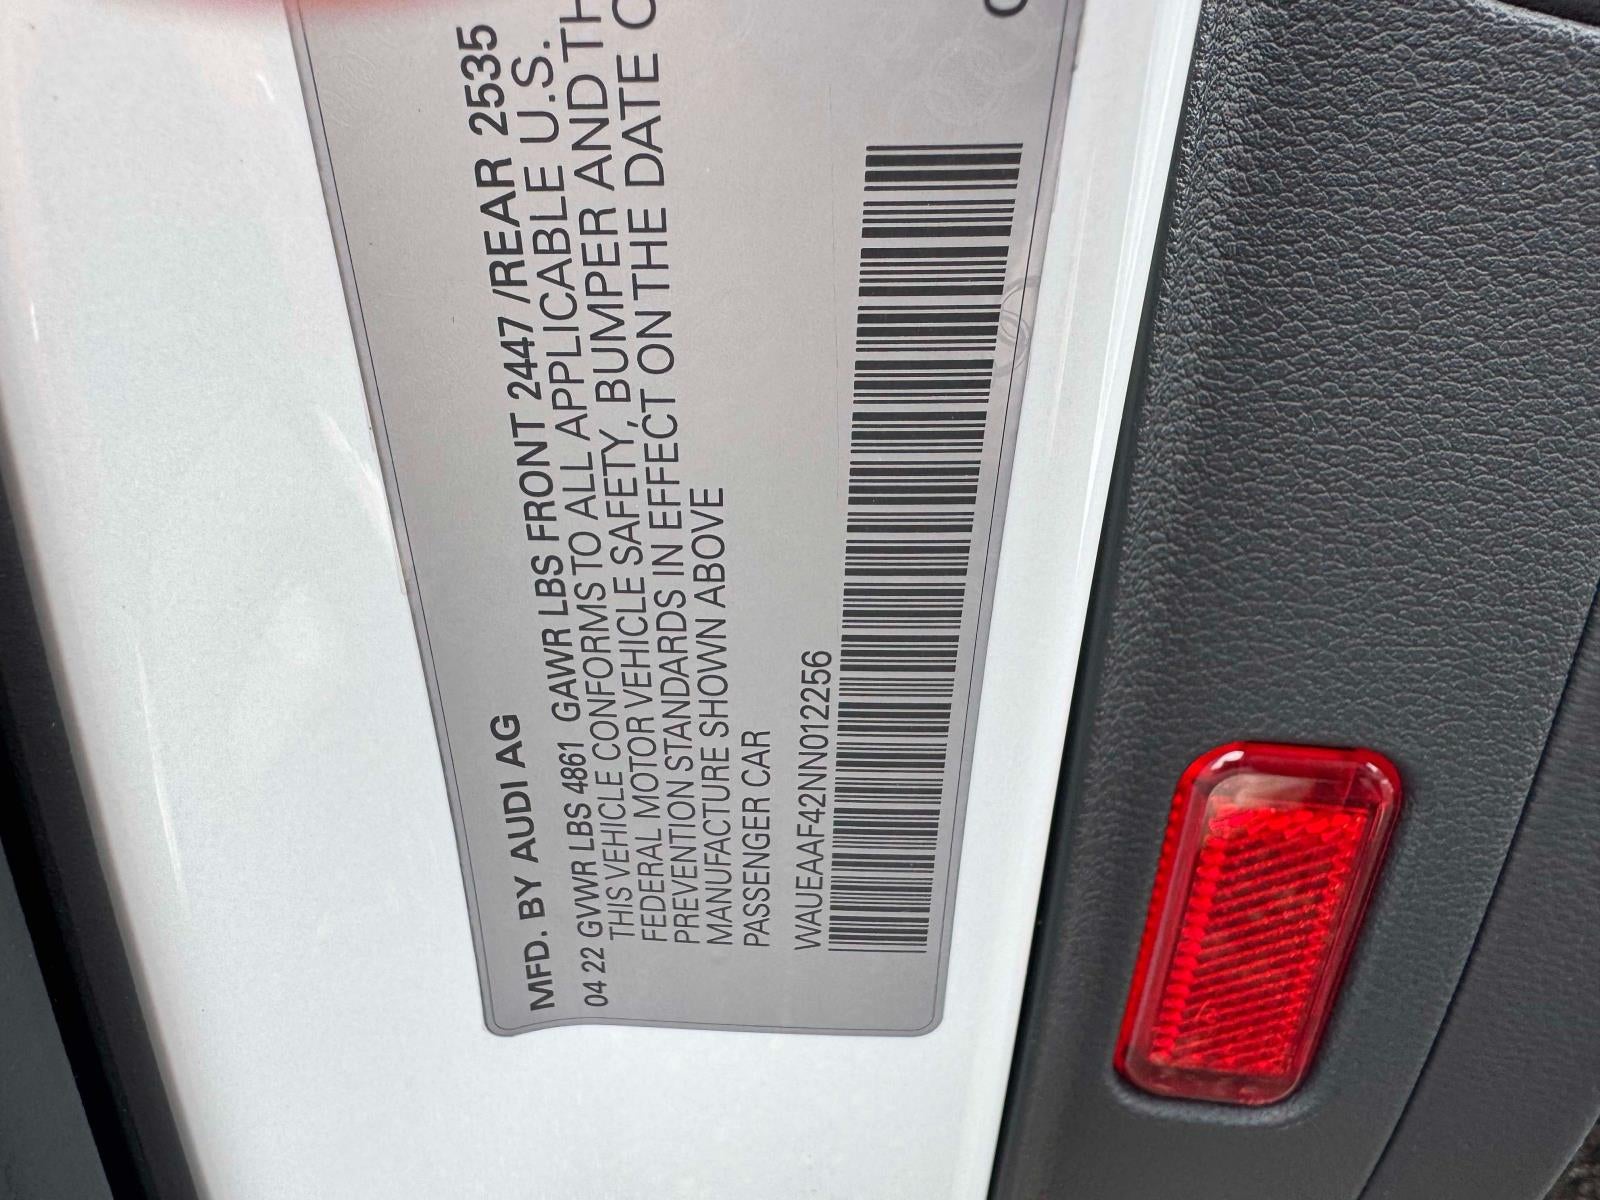 MFD. BY AUDI AG
04 22 GVWR LBS 4861 GAWR LBS FRONT 2447 /REAR 2535
THIS VEHICLE CONFORMS TO ALL APPLICABLE U.S.
FEDERAL MOTOR VEHICLE SAFETY, BUMPER AND
PREVENTION STANDARDS IN EFFECT ON THE DATE
MANUFACTURE SHOWN ABOVE
PASSENGER CAR
WAUEAAF42NN012256